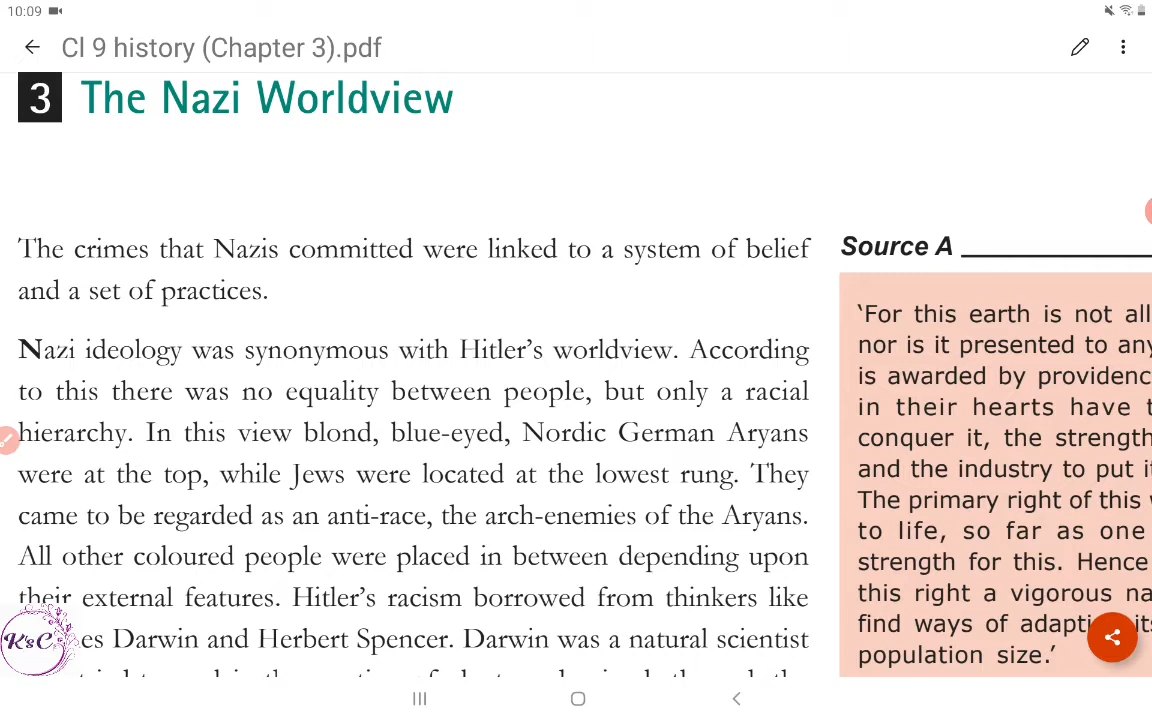 10:09
Cl 9 history (Chapter 3).pdf
3 The Nazi Worldview
The crimes that Nazis committed were linked to a system of belief
and a set of practices.
Nazi ideology was synonymous with Hitler's worldview. According
to this there was no equality between people, but only a racial
hierarchy. In this view blond, blue-eyed, Nordic German Aryans
were at the top, while Jews were located at the lowest rung. They
came to be regarded as an anti-race, the arch-enemies of the Aryans.
All other coloured people were placed in between depending upon
their external features. Hitler's racism borrowed from thinkers like
es Darwin and Herbert Spencer. Darwin was a natural scientist
K&C
Source A
'For this earth is not all
nor is it presented to any
is awarded by providenc
in their hearts have t
conquer it, the strength
and the industry to put it
The primary right of this w
to life, so far as one
strength for this. Hence
this right a vigorous na
find ways of adapti its
population size.'